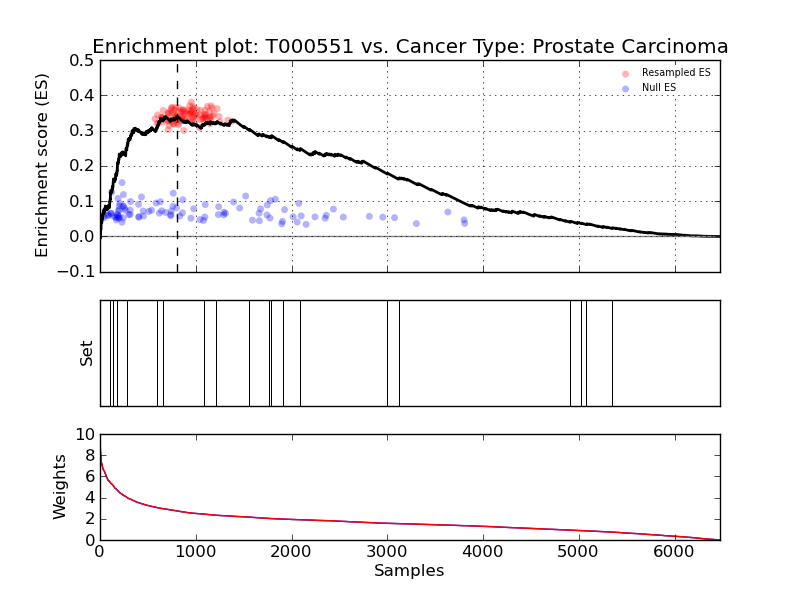 Enrichment plot: T000551 vs. Cancer Type: Prostate Carcinoma
Enrichment score (ES)
0.5
0.4
0.3
0.2
0.1
0.0
−0.1
Resampled ES
Null ES
Set
Weights
10
8
6
4
2
0
0 1000 2000 3000 4000 5000 6000
Samples